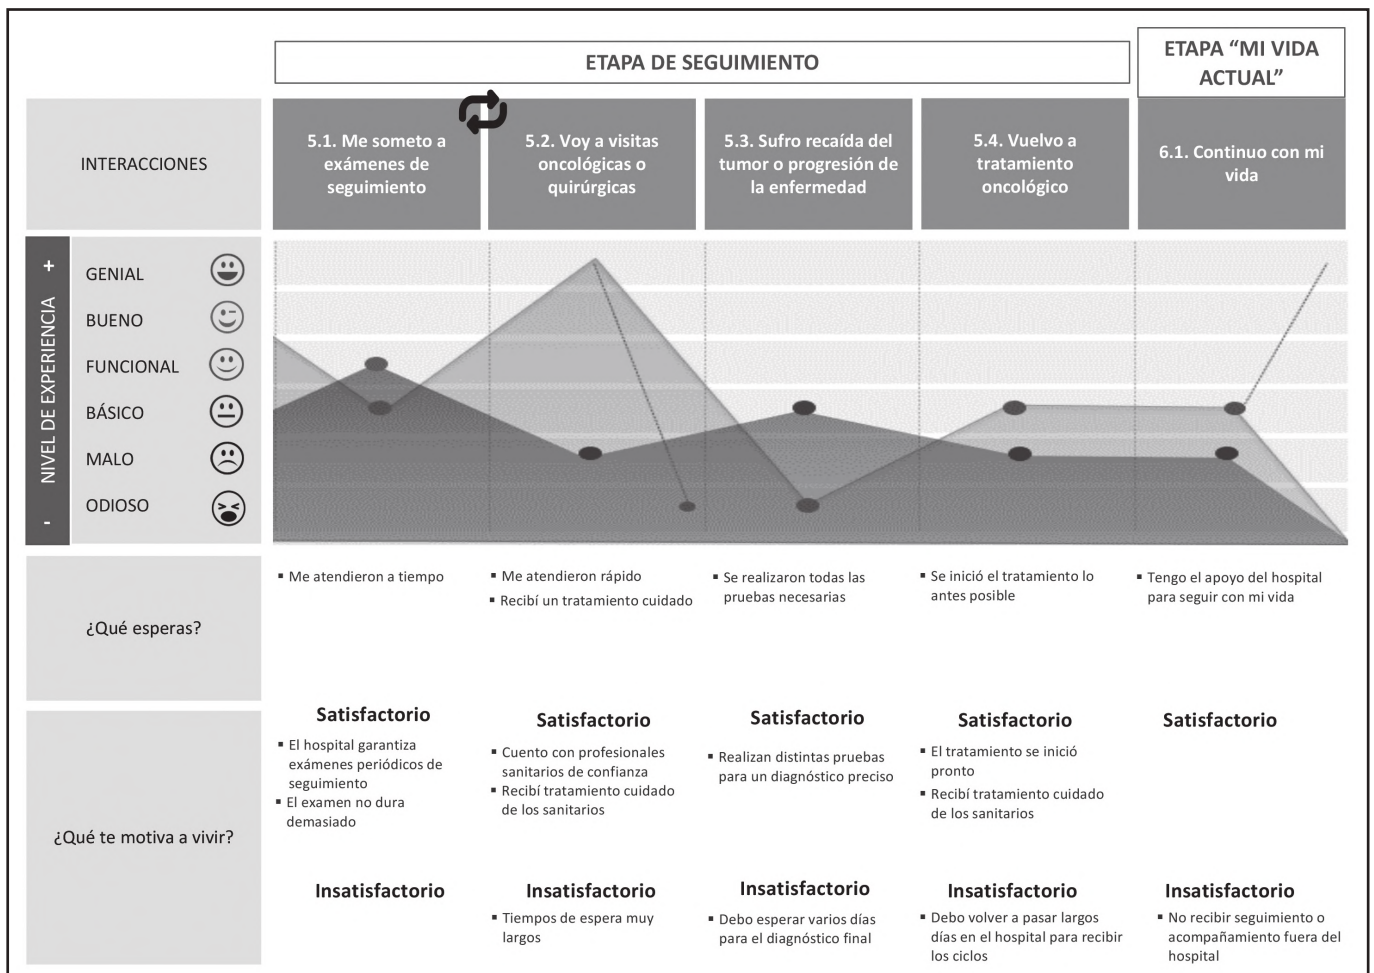 ETAPA DE SEGUIMIENTO
ETAPA “MI VIDA
ACTUAL”
INTERACCIONES
5.1. Me someto a
exámenes de
seguimiento
5.2. Voy a visitas
oncológicas o
quirúrgicas
5.3. Sufro recaída del
tumor o progresión de
la enfermedad
5.4. Vuelvo a
tratamiento
oncológico
6.1. Continuo con mi
vida
NIVEL DE EXPERIENCIA
+
-
GENIAL
BUENO
FUNCIONAL
BÁSICO
MALO
ODIOSO
¿Qué esperas?
▪ Me atendieron a tiempo
▪ Me atendieron rápido
▪ Recibí un tratamiento cuidado
▪ Se realizaron todas las
pruebas necesarias
▪ Se inició el tratamiento lo
antes posible
▪ Tengo el apoyo del hospital
para seguir con mi vida
¿Qué te motiva a vivir?
Satisfactorio
▪ El hospital garantiza
exámenes periódicos de
seguimiento
▪ El examen no dura
demasiado
Satisfactorio
▪ Cuento con profesionales
sanitarios de confianza
▪ Recibí tratamiento cuidado
de los sanitarios
Satisfactorio
▪ Realizan distintas pruebas
para un diagnóstico preciso
Satisfactorio
▪ El tratamiento se inició
pronto
▪ Recibí tratamiento cuidado
de los sanitarios
Satisfactorio
Insatisfactorio
Insatisfactorio
▪ Tiempos de espera muy
largos
Insatisfactorio
▪ Debo esperar varios días
para el diagnóstico final
Insatisfactorio
▪ Debo volver a pasar largos
días en el hospital para recibir
los ciclos
Insatisfactorio
▪ No recibir seguimiento o
acompañamiento fuera del
hospital